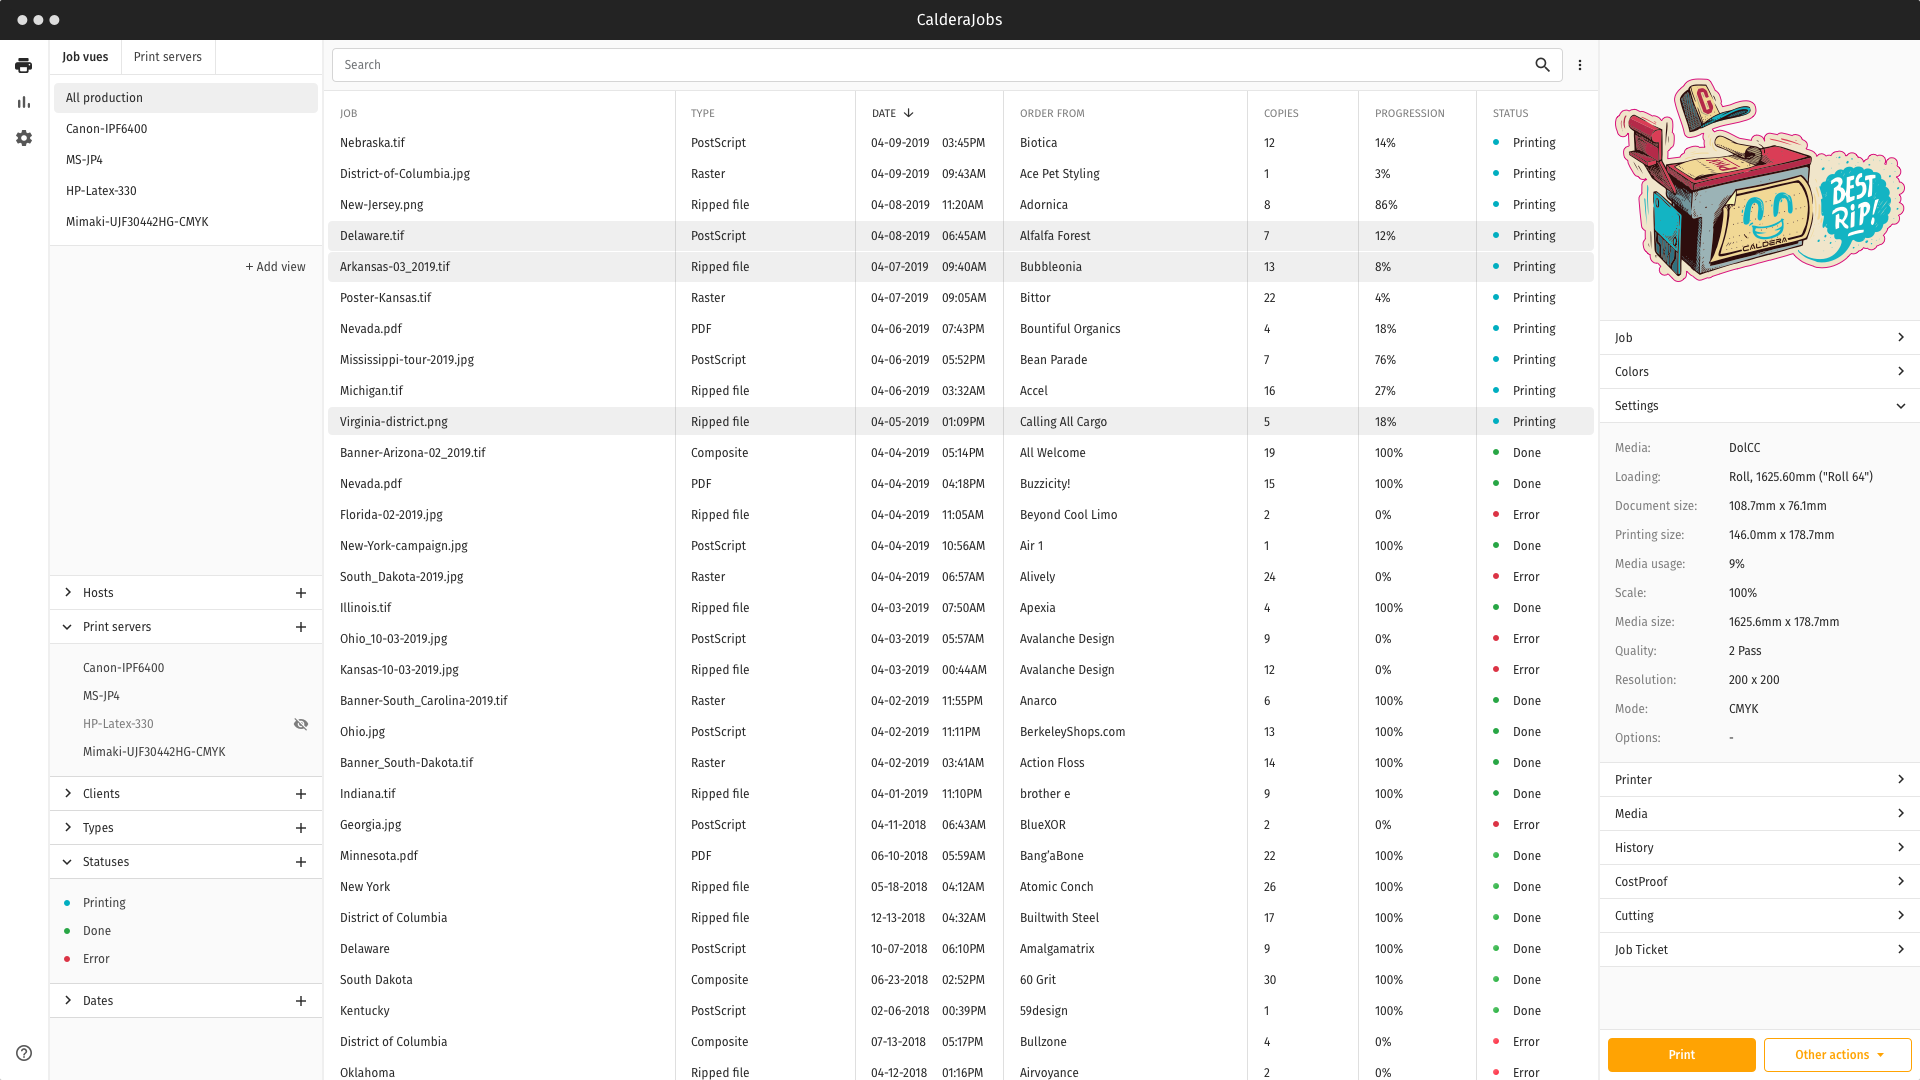 CalderaJobs
Job vues Print servers
All production
Canon-IPF6400
MS-JP4
HP-Latex-330
Mimaki-UJF30442HG-CMYK
+ Add view
Hosts
Print servers
Canon-IPF6400
MS-JP4
HP-Latex-330
Mimaki-UJF30442HG-CMYK
Clients
Types
Statuses
Printing
Done
Error
Dates
Search
JOB TYPE DATE ORDER FROM COPIES PROGRESSION STATUS
Nebraska.tif PostScript 04-09-2019 03:45PM Biotica 12 14% Printing
District-of-Columbia.jpg Raster 04-09-2019 09:43AM Ace Pet Styling 1 3% Printing
New-Jersey.png Ripped file 04-08-2019 11:20AM Adornica 8 86% Printing
Delaware.tif PostScript 04-08-2019 06:45AM Alfalfa Forest 7 12% Printing
Arkansas-03_2019.tif Ripped file 04-07-2019 09:40AM Bubbleonia 13 8% Printing
Poster-Kansas.tif Raster 04-07-2019 09:05AM Bittor 22 4% Printing
Nevada.pdf PDF 04-06-2019 07:43PM Bountiful Organics 4 18% Printing
Mississippi-tour-2019.jpg PostScript 04-06-2019 05:52PM Bean Parade 7 76% Printing
Michigan.tif Ripped file 04-06-2019 03:32AM Accel 16 27% Printing
Virginia-district.png Ripped file 04-05-2019 01:09PM Calling All Cargo 5 18% Printing
Banner-Arizona-02_2019.tif Composite 04-04-2019 05:14PM All Welcome 19 100% Done
Nevada.pdf PDF 04-04-2019 04:18PM Buzzicity! 15 100% Done
Florida-02-2019.jpg Ripped file 04-04-2019 11:05AM Beyond Cool Limo 2 0% Error
New-York-campaign.jpg PostScript 04-04-2019 10:56AM Air 1 1 100% Done
South_Dakota-2019.jpg Raster 04-04-2019 06:57AM Alively 24 0% Error
Illinois.tif Ripped file 04-03-2019 07:50AM Apexia 4 100% Done
Ohio_10-03-2019.jpg PostScript 04-03-2019 05:57AM Avalanche Design 9 0% Error
Kansas-10-03-2019.jpg Ripped file 04-03-2019 00:44AM Avalanche Design 12 0% Error
Banner-South_Carolina-2019.tif Raster 04-02-2019 11:55PM Anarco 6 100% Done
Ohio.jpg PostScript 04-02-2019 11:11PM BerkeleyShops.com 13 100% Done
Banner_South-Dakota.tif Raster 04-02-2019 03:41AM Action Floss 14 100% Done
Indiana.tif Ripped file 04-01-2019 11:10PM brother e 9 100% Done
Georgia.jpg PostScript 04-11-2018 06:43AM BlueXOR 2 0% Error
Minnesota.pdf PDF 06-10-2018 05:59AM Bang’aBone 22 100% Done
New York Ripped file 05-18-2018 04:12AM Atomic Conch 26 100% Done
District of Columbia Ripped file 12-13-2018 04:32AM Builtwith Steel 17 100% Done
Delaware PostScript 10-07-2018 06:10PM Amalgamatrix 9 100% Done
South Dakota Composite 06-23-2018 02:52PM 60 Grit 30 100% Done
Kentucky PostScript 02-06-2018 00:39PM 59design 1 100% Done
District of Columbia Composite 07-13-2018 05:17PM Bullzone 4 0% Error
Oklahoma Ripped file 04-12-2018 01:16PM Airvoyance 2 0% Error
C
BEST
RiP!
CALDERA
Job
Colors
Settings
Media: DolCC
Loading: Roll, 1625.60mm ("Roll 64")
Document size: 108.7mm x 76.1mm
Printing size: 146.0mm x 178.7mm
Media usage: 9%
Scale: 100%
Media size: 1625.6mm x 178.7mm
Quality: 2 Pass
Resolution: 200 x 200
Mode: CMYK
Options: -
Printer
Media
History
CostProof
Cutting
Job Ticket
Print Other actions